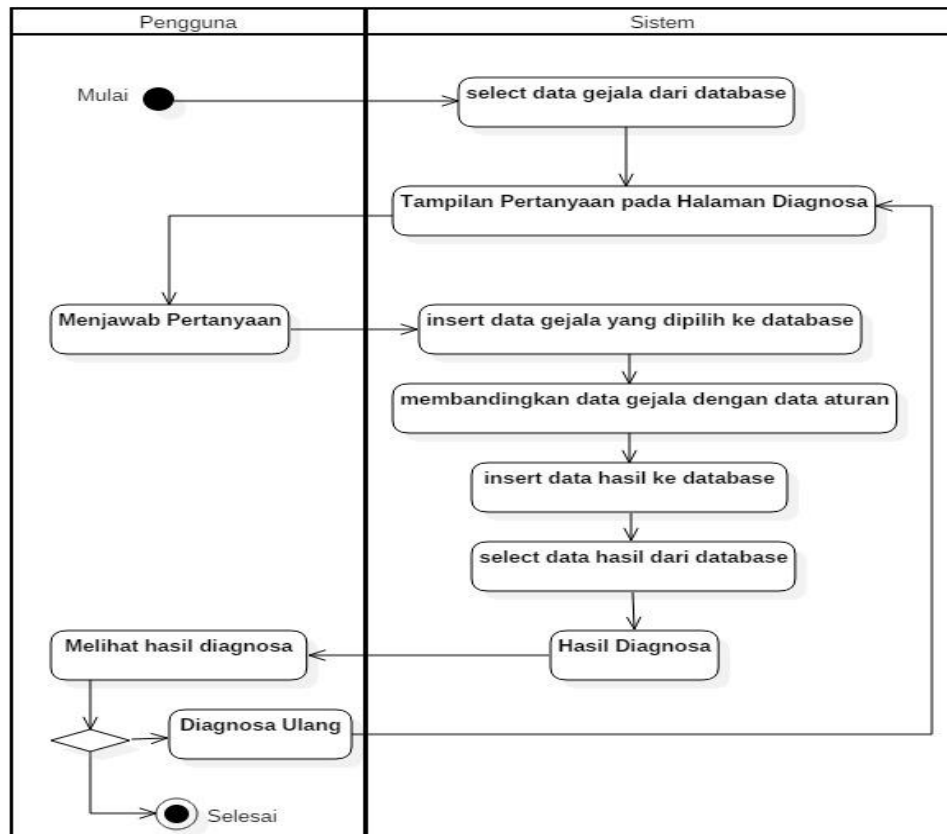 Pengguna
Sistem
Mulai
select data gejala dari database
Tampilan Pertanyaan pada Halaman Diagnosa
Menjawab Pertanyaan
insert data gejala yang dipilih ke database
membandingkan data gejala dengan data aturan
insert data hasil ke database
select data hasil dari database
Hasil Diagnosa
Melihat hasil diagnosa
Diagnosa Ulang
Selesai